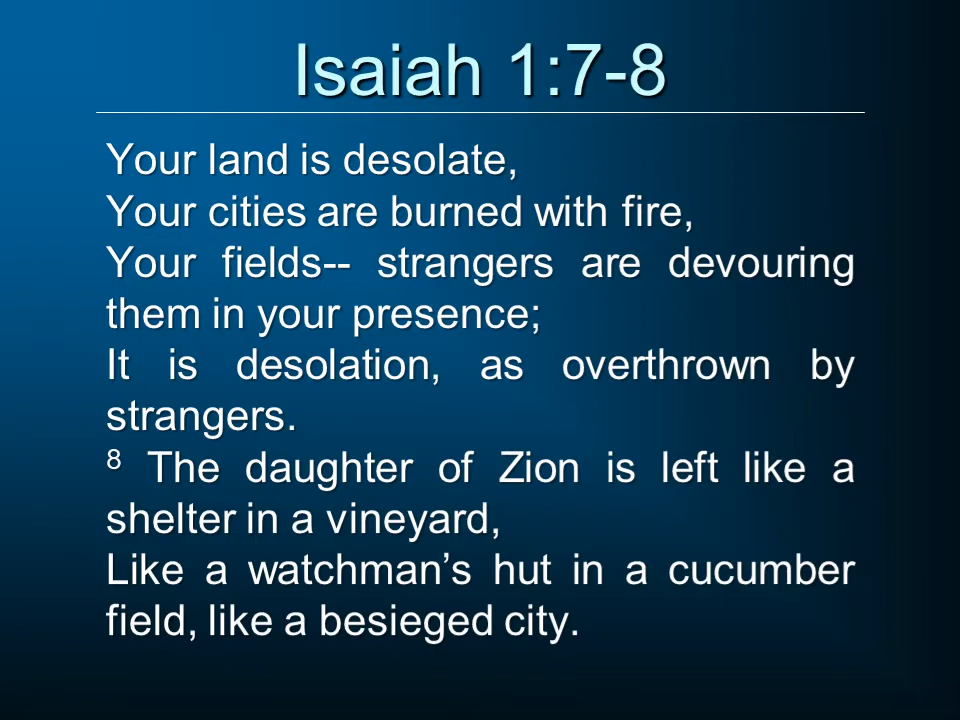 Isaiah 1:7-8
Your land is desolate,
Your cities are burned with fire,
Your fields-- strangers are devouring
them in your presence;
It is desolation, as overthrown by
strangers.
8 The daughter of Zion is left like a
shelter in a vineyard,
Like a watchman’s hut in a cucumber
field, like a besieged city.